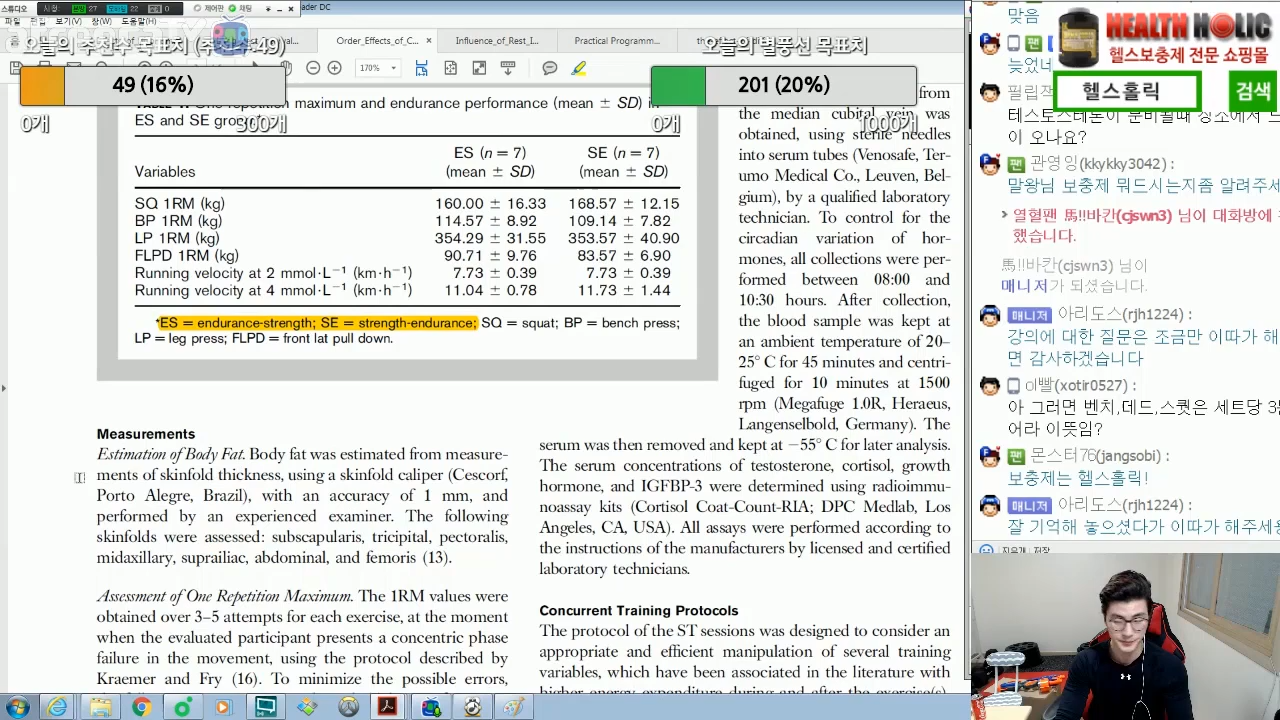 오늘의 추천수 목표치 (추천수:49)
49 (16%)
0개 300개
오늘의 별풍선 목표치
201 (20%)
0개 1000개
파일 보기(V) 창(W) 도움말(H)
Influence_of_Rest_I...
Practical Programm...
170%
TABLE 1. One repetition maximum and endurance performance (mean ± SD) in
ES and SE groups.*
Variables
ES (n = 7)
(mean ± SD)
SE (n = 7)
(mean ± SD)
SQ 1RM (kg) 160.00 ± 16.33 168.57 ± 12.15
BP 1RM (kg) 114.57 ± 8.92 109.14 ± 7.82
LP 1RM (kg) 354.29 ± 31.55 353.57 ± 40.90
FLPD 1RM (kg) 90.71 ± 9.76 83.57 ± 6.90
Running velocity at 2 mmol·L⁻¹ (km·h⁻¹) 7.73 ± 0.39 7.73 ± 0.39
Running velocity at 4 mmol·L⁻¹ (km·h⁻¹) 11.04 ± 0.78 11.73 ± 1.44
*ES = endurance-strength; SE = strength-endurance; SQ = squat; BP = bench press;
LP = leg press; FLPD = front lat pull down.
Measurements
Estimation of Body Fat. Body fat was estimated from measure-
ments of skinfold thickness, using a skinfold caliper (Cescorf,
Porto Alegre, Brazil), with an accuracy of 1 mm, and
performed by an experienced examiner. The following
skinfolds were assessed: subscapularis, tricipital, pectoralis,
midaxillary, suprailiac, abdominal, and femoris (13).
Assessment of One Repetition Maximum. The 1RM values were
obtained over 3–5 attempts for each exercise, at the moment
when the evaluated participant presents a concentric phase
failure in the movement, using the protocol described by
Kraemer and Fry (16). To minimize the possible errors,
from
the median cubital vein was
obtained, using sterile needles
into serum tubes (Venosafe, Ter-
umo Medical Co., Leuven, Bel-
gium), by a qualified laboratory
technician. To control for the
circadian variation of hor-
mones, all collections were per-
formed between 08:00 and
10:30 hours. After collection,
the blood sample was kept at
an ambient temperature of 20–
25° C for 45 minutes and centri-
fuged for 10 minutes at 1500
rpm (Megafuge 1.0R, Heraeus,
Langenselbold, Germany). The
serum was then removed and kept at −55° C for later analysis.
The serum concentrations of testosterone, cortisol, growth
hormone, and IGFBP-3 were determined using radioimmu-
noassay kits (Cortisol Coat-Count-RIA; DPC Medlab, Los
Angeles, CA, USA). All assays were performed according to
the instructions of the manufacturers by licensed and certified
laboratory technicians.
Concurrent Training Protocols
The protocol of the ST sessions was designed to consider an
appropriate and efficient manipulation of several training
variables, which have been associated in the literature with
higher energy expenditure during and after the exercise(s).
HEALTH HOLIC
헬스보충제 전문 쇼핑몰
헬스홀릭 검색
맞음
팬
늦었네
필립
이 오나요?
팬 관영잉(kkykky3042) :
말왕님 보충제 뭐드시는지좀 알려주세
열혈팬 馬!!바칸(cjswn3) 님이 대화방에
했습니다.
馬!!바칸(cjswn3) 님이
매니저가 되셨습니다.
매니저 아리도스(rjh1224) :
강의에 대한 질문은 조금만 이따가 해
면 감사하겠습니다
이빨(xotir0527) :
아 그러면 벤치,데드,스쿼은 세트당 3분
어라 이뜻임?
팬 몬스터76(jangsobi) :
보충제는 헬스홀릭!
매니저 아리도스(rjh1224) :
잘 기억해 놓으셨다가 이따가 해주세요
지우개 저장